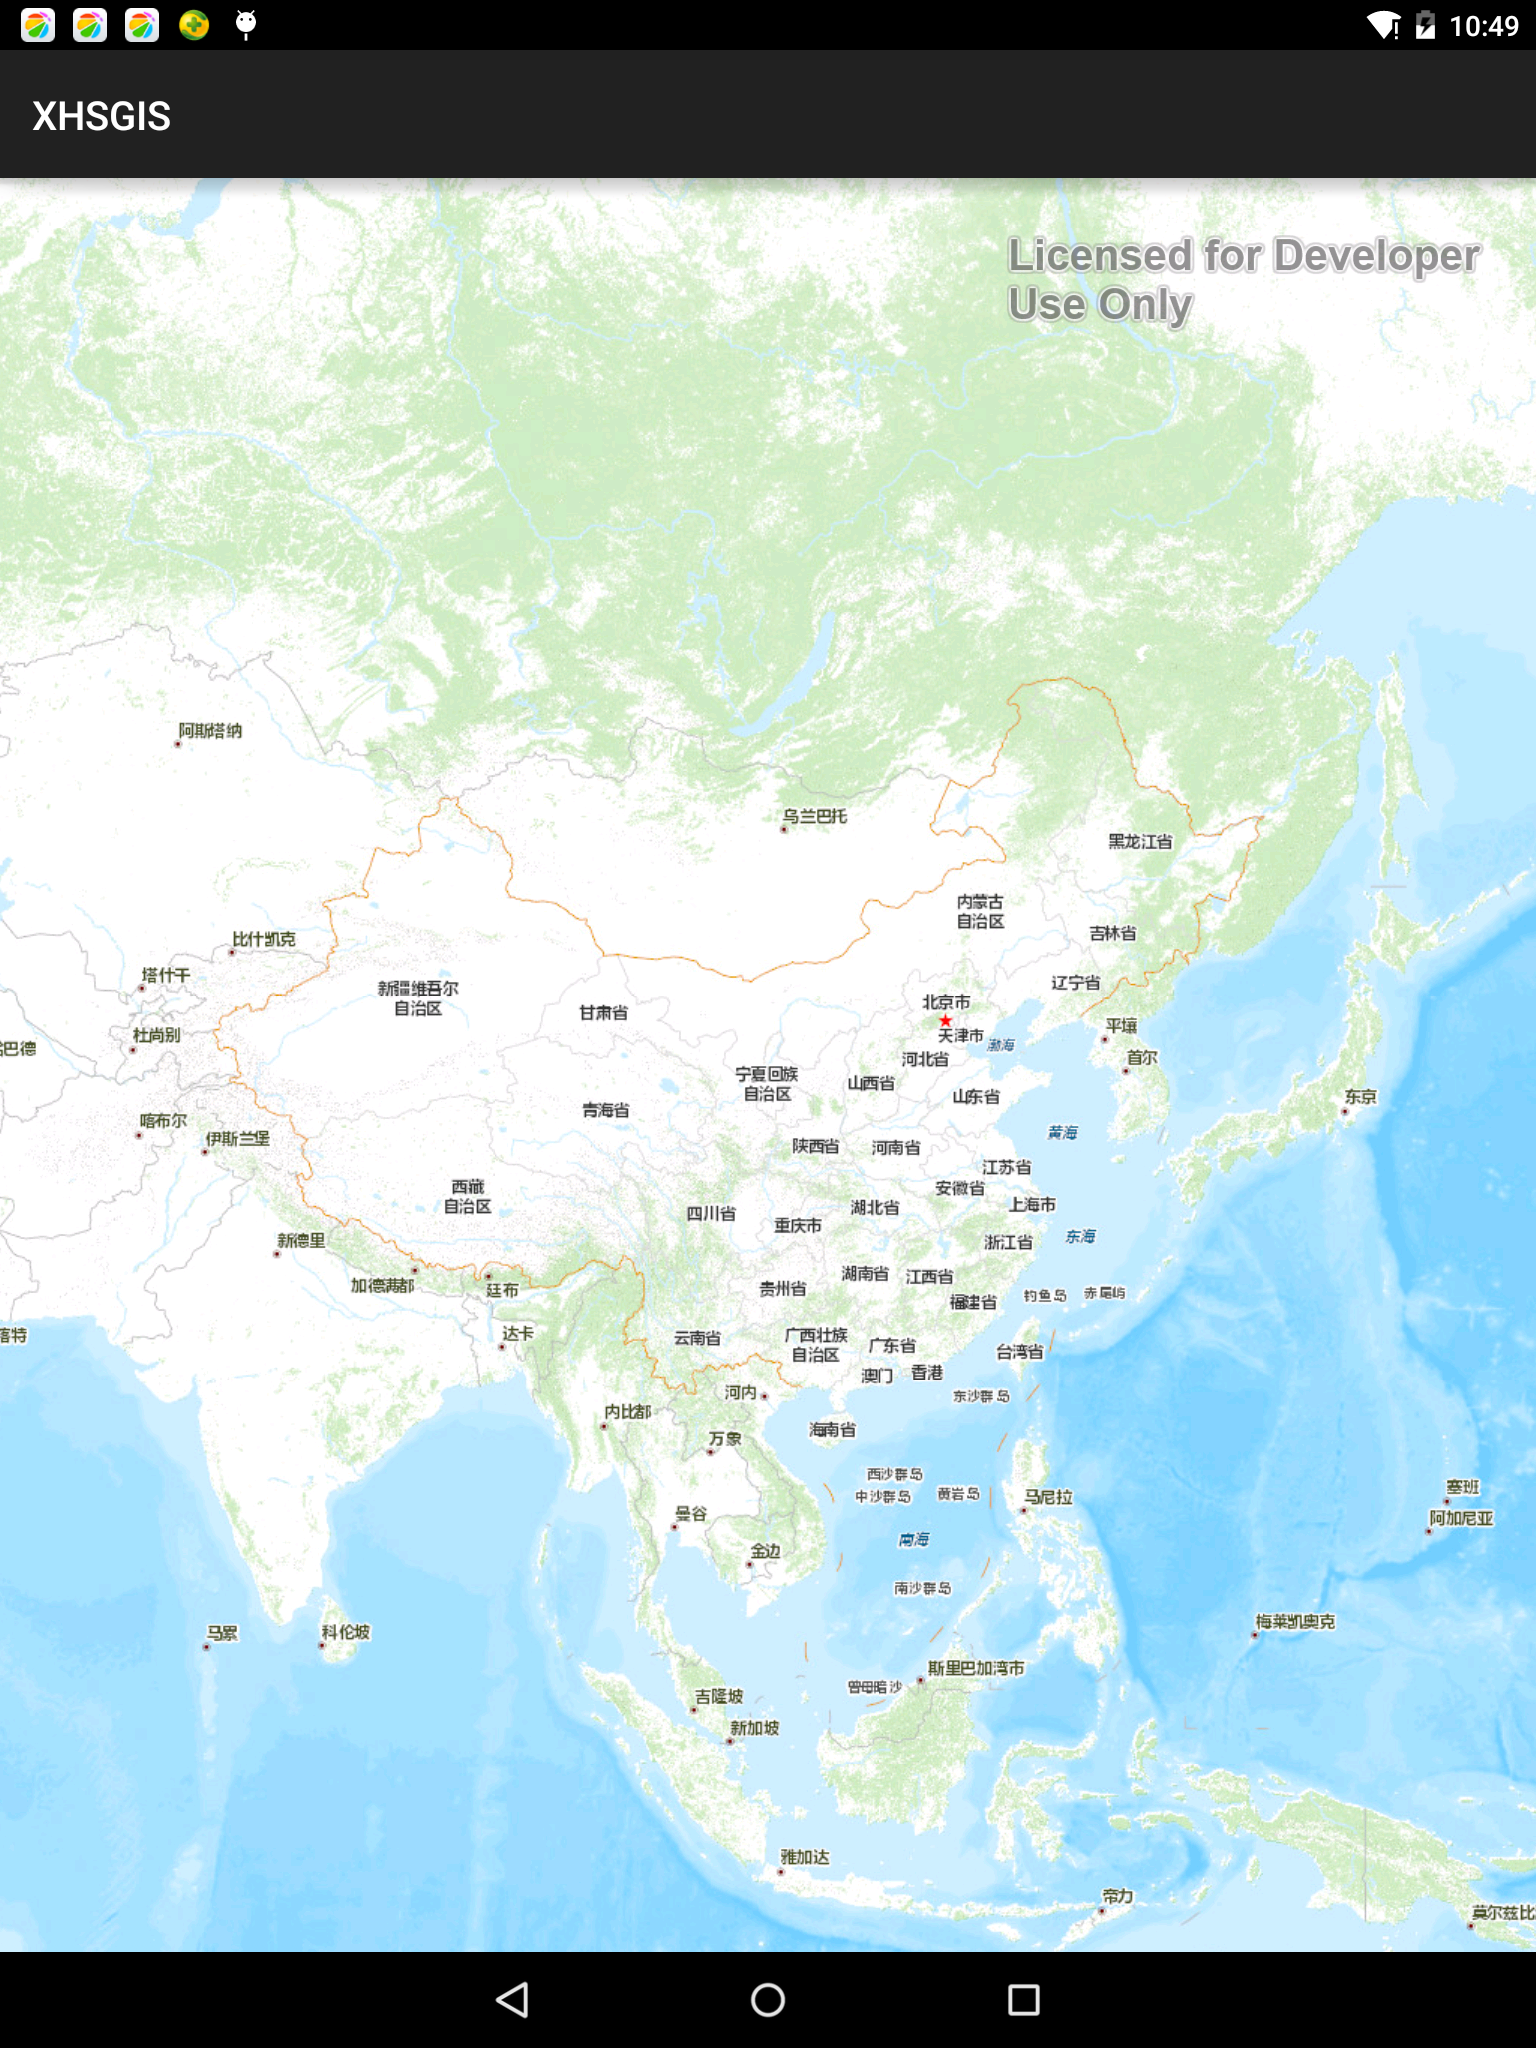 10:49
XHSGIS
Licensed for Developer
Use Only
阿斯塔纳
乌兰巴托
黑龙江省
内蒙古
自治区
吉林省
比什凯克
塔什干
辽宁省
新疆维吾尔
自治区
北京市
甘肃省
平壤
杜尚别
天津市
渤海
巴德
首尔
河北省
宁夏回族
自治区
山西省
山东省
东京
青海省
喀布尔
黄海
伊斯兰堡
陕西省
河南省
江苏省
西藏
自治区
安徽省
上海市
湖北省
四川省
重庆市
东海
新德里
浙江省
湖南省
江西省
加德满都
廷布
贵州省
钓鱼岛
赤尾屿
福建省
喀特
达卡
云南省
广西壮族
自治区
广东省
台湾省
澳门
香港
河内
东沙群岛
内比都
海南省
万象
西沙群岛
塞班
中沙群岛
黄岩岛
马尼拉
曼谷
阿加尼亚
南海
金边
南沙群岛
梅莱凯奥克
马累
科伦坡
斯里巴加湾市
曾母暗沙
吉隆坡
新加坡
雅加达
帝力
莫尔兹比